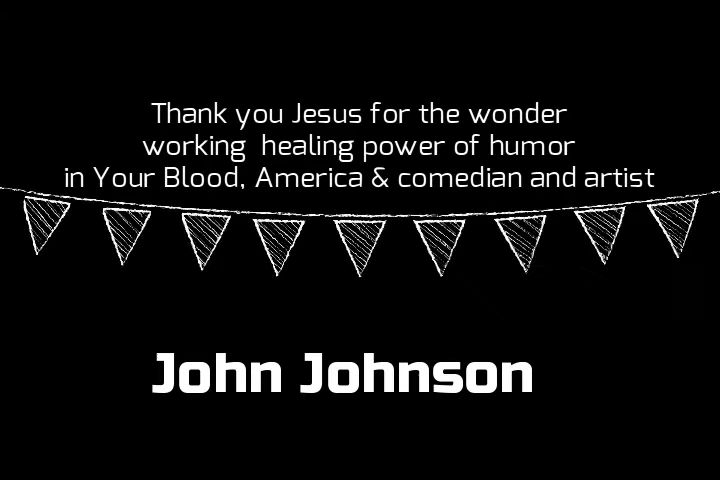 Thank you Jesus for the wonder
working  healing power of humor
in Your Blood, America & comedian and artist
John Johnson